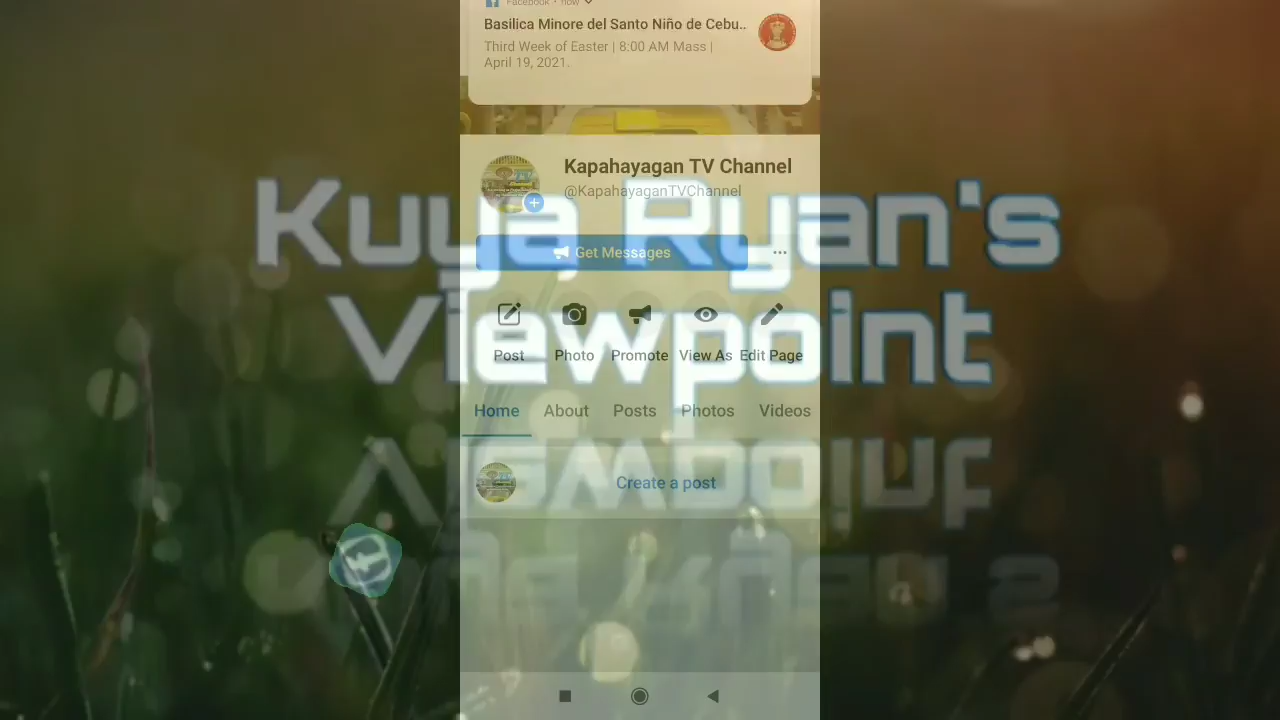 Facebook • now
Basilica Minore del Santo Niño de Cebu..
Third Week of Easter | 8:00 AM Mass |
April 19, 2021.
Kapahayagan TV Channel
@KapahayaganTVChannel
Kuya Ryan's
Get Messages
Viewpoint
Post
Photo
Promote
View As
Edit Page
Home
About
Posts
Photos
Videos
Create a post